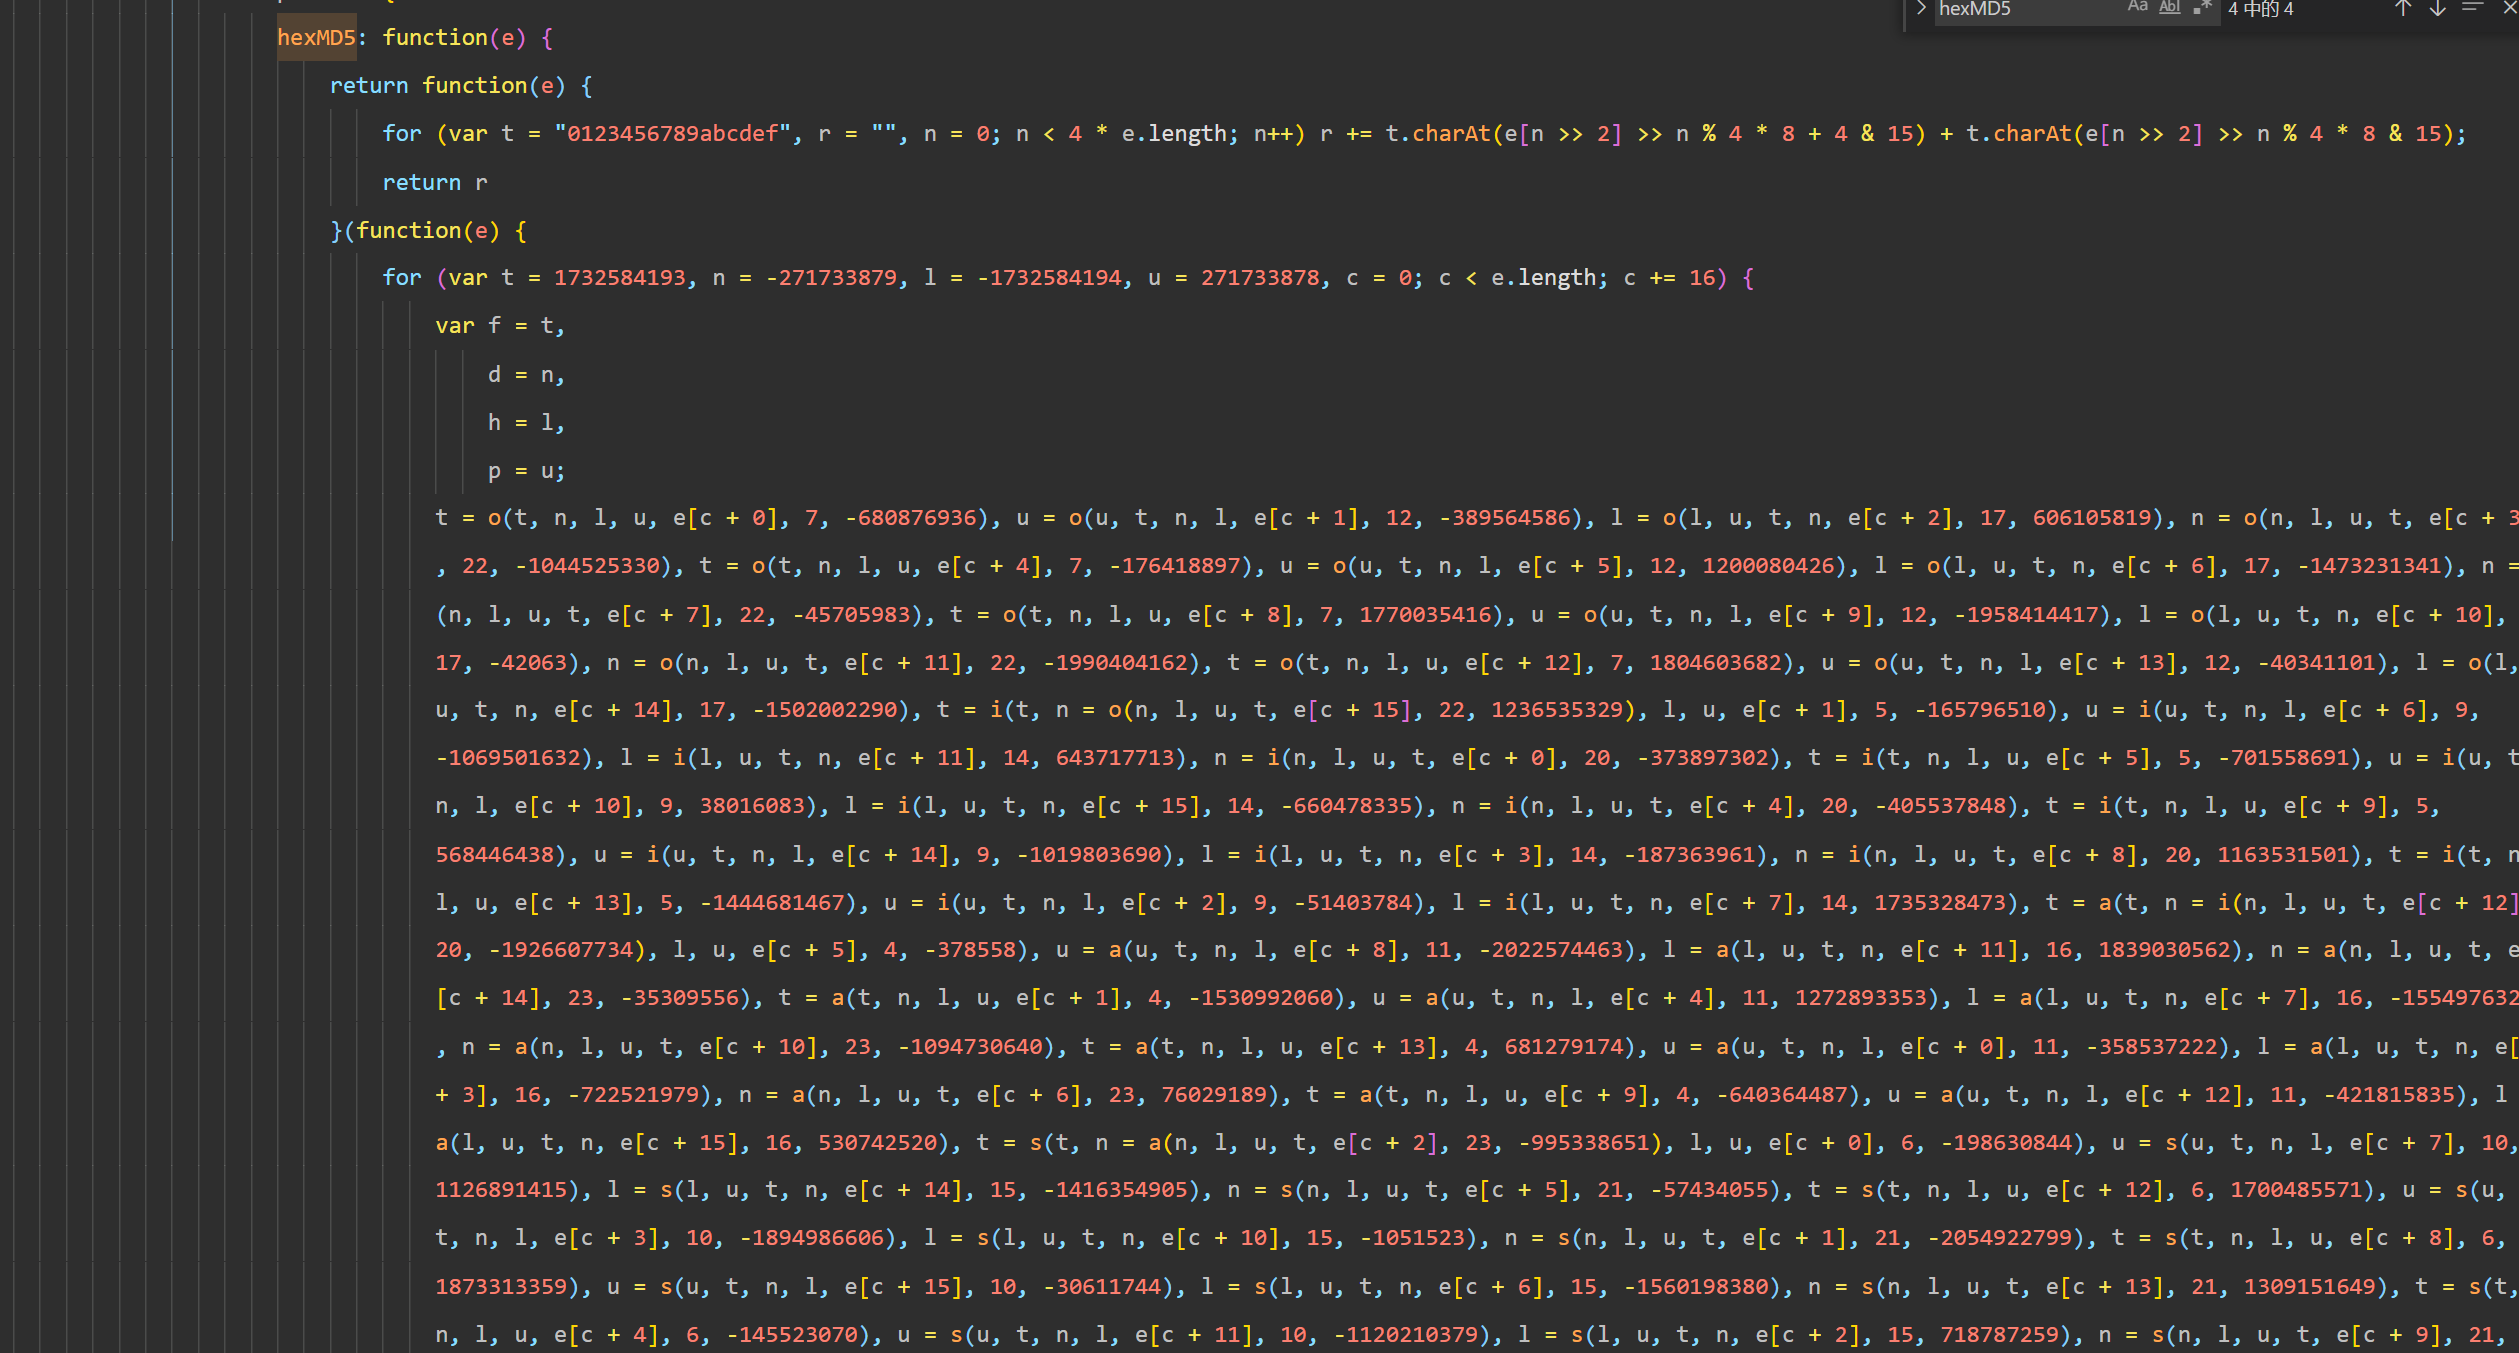 hexMD5
Aa Abl .*
4 中的 4
hexMD5: function(e) {
return function(e) {
for (var t = "0123456789abcdef", r = "", n = 0; n < 4 * e.length; n++) r += t.charAt(e[n >> 2] >> n % 4 * 8 + 4 & 15) + t.charAt(e[n >> 2] >> n % 4 * 8 & 15);
return r
}(function(e) {
for (var t = 1732584193, n = -271733879, l = -1732584194, u = 271733878, c = 0; c < e.length; c += 16) {
var f = t,
d = n,
h = l,
p = u;
t = o(t, n, l, u, e[c + 0], 7, -680876936), u = o(u, t, n, l, e[c + 1], 12, -389564586), l = o(l, u, t, n, e[c + 2], 17, 606105819), n = o(n, l, u, t, e[c + 3
, 22, -1044525330), t = o(t, n, l, u, e[c + 4], 7, -176418897), u = o(u, t, n, l, e[c + 5], 12, 1200080426), l = o(l, u, t, n, e[c + 6], 17, -1473231341), n =
(n, l, u, t, e[c + 7], 22, -45705983), t = o(t, n, l, u, e[c + 8], 7, 1770035416), u = o(u, t, n, l, e[c + 9], 12, -1958414417), l = o(l, u, t, n, e[c + 10],
17, -42063), n = o(n, l, u, t, e[c + 11], 22, -1990404162), t = o(t, n, l, u, e[c + 12], 7, 1804603682), u = o(u, t, n, l, e[c + 13], 12, -40341101), l = o(l,
u, t, n, e[c + 14], 17, -1502002290), t = i(t, n = o(n, l, u, t, e[c + 15], 22, 1236535329), l, u, e[c + 1], 5, -165796510), u = i(u, t, n, l, e[c + 6], 9,
-1069501632), l = i(l, u, t, n, e[c + 11], 14, 643717713), n = i(n, l, u, t, e[c + 0], 20, -373897302), t = i(t, n, l, u, e[c + 5], 5, -701558691), u = i(u, t
n, l, e[c + 10], 9, 38016083), l = i(l, u, t, n, e[c + 15], 14, -660478335), n = i(n, l, u, t, e[c + 4], 20, -405537848), t = i(t, n, l, u, e[c + 9], 5,
568446438), u = i(u, t, n, l, e[c + 14], 9, -1019803690), l = i(l, u, t, n, e[c + 3], 14, -187363961), n = i(n, l, u, t, e[c + 8], 20, 1163531501), t = i(t, n
l, u, e[c + 13], 5, -1444681467), u = i(u, t, n, l, e[c + 2], 9, -51403784), l = i(l, u, t, n, e[c + 7], 14, 1735328473), t = a(t, n = i(n, l, u, t, e[c + 12]
20, -1926607734), l, u, e[c + 5], 4, -378558), u = a(u, t, n, l, e[c + 8], 11, -2022574463), l = a(l, u, t, n, e[c + 11], 16, 1839030562), n = a(n, l, u, t, e
[c + 14], 23, -35309556), t = a(t, n, l, u, e[c + 1], 4, -1530992060), u = a(u, t, n, l, e[c + 4], 11, 1272893353), l = a(l, u, t, n, e[c + 7], 16, -155497632
, n = a(n, l, u, t, e[c + 10], 23, -1094730640), t = a(t, n, l, u, e[c + 13], 4, 681279174), u = a(u, t, n, l, e[c + 0], 11, -358537222), l = a(l, u, t, n, e[
+ 3], 16, -722521979), n = a(n, l, u, t, e[c + 6], 23, 76029189), t = a(t, n, l, u, e[c + 9], 4, -640364487), u = a(u, t, n, l, e[c + 12], 11, -421815835), l
a(l, u, t, n, e[c + 15], 16, 530742520), t = s(t, n = a(n, l, u, t, e[c + 2], 23, -995338651), l, u, e[c + 0], 6, -198630844), u = s(u, t, n, l, e[c + 7], 10,
1126891415), l = s(l, u, t, n, e[c + 14], 15, -1416354905), n = s(n, l, u, t, e[c + 5], 21, -57434055), t = s(t, n, l, u, e[c + 12], 6, 1700485571), u = s(u,
t, n, l, e[c + 3], 10, -1894986606), l = s(l, u, t, n, e[c + 10], 15, -1051523), n = s(n, l, u, t, e[c + 1], 21, -2054922799), t = s(t, n, l, u, e[c + 8], 6,
1873313359), u = s(u, t, n, l, e[c + 15], 10, -30611744), l = s(l, u, t, n, e[c + 6], 15, -1560198380), n = s(n, l, u, t, e[c + 13], 21, 1309151649), t = s(t,
n, l, u, e[c + 4], 6, -145523070), u = s(u, t, n, l, e[c + 11], 10, -1120210379), l = s(l, u, t, n, e[c + 2], 15, 718787259), n = s(n, l, u, t, e[c + 9], 21,